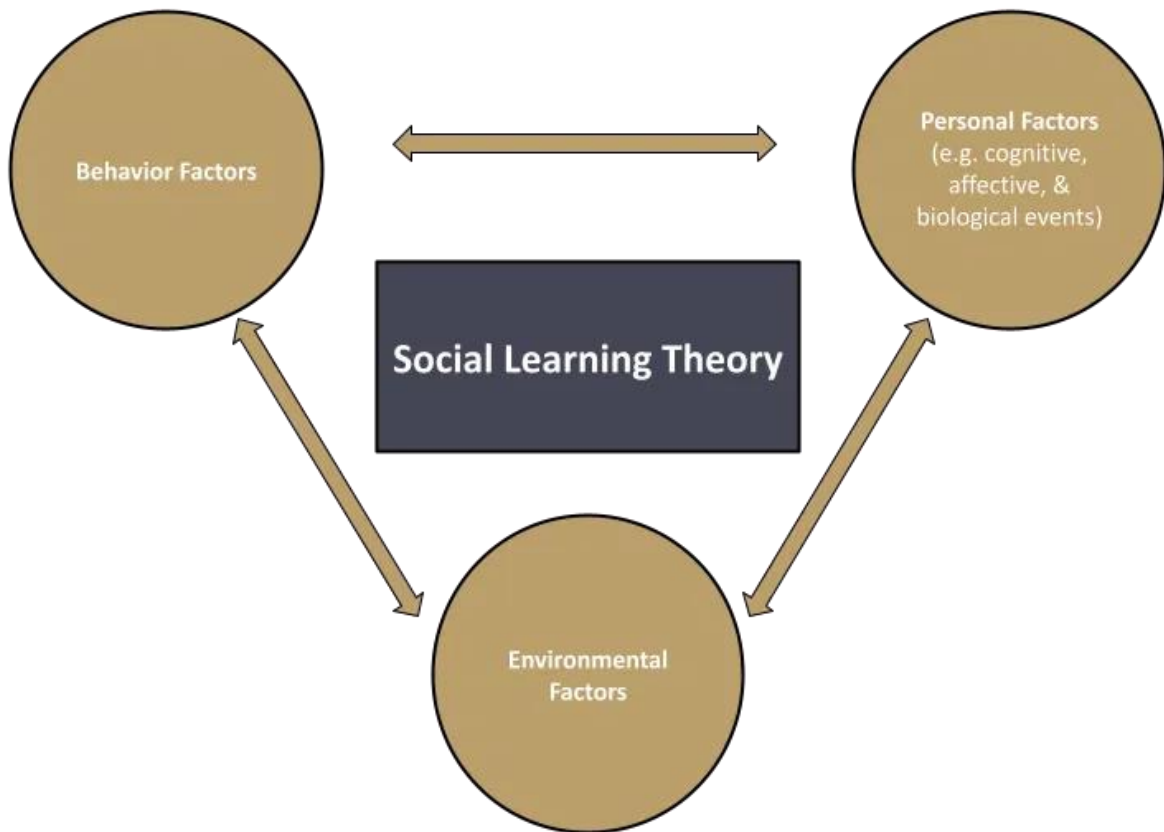 Behavior Factors
Personal Factors
(e.g. cognitive,
affective, &
biological events)
Social Learning Theory
Environmental
Factors